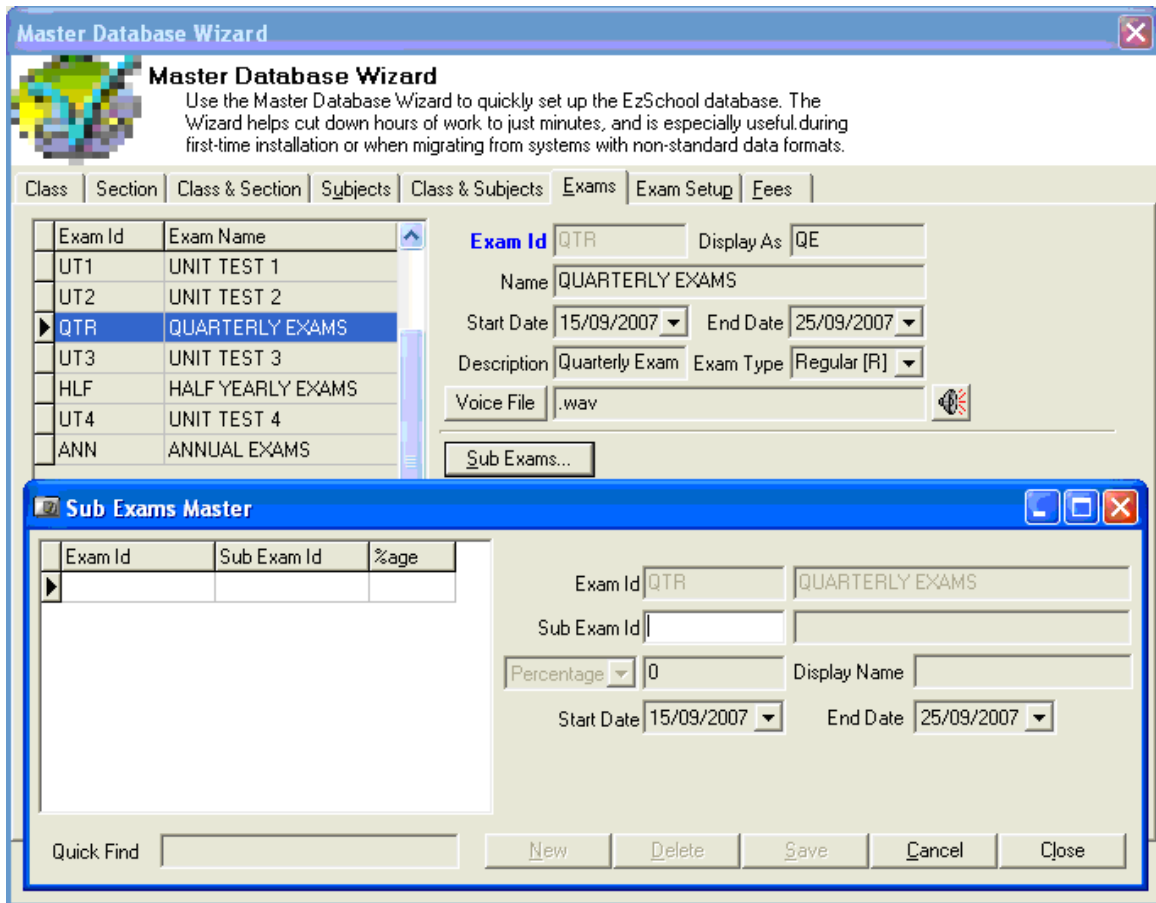 Master Database Wizard
Master Database Wizard
Use the Master Database Wizard to quickly set up the EzSchool database. The
Wizard helps cut down hours of work to just minutes, and is especially useful.during
first-time installation or when migrating from systems with non-standard data formats.
Class Section Class & Section Subjects Class & Subjects Exams Exam Setup Fees
Exam Id Exam Name
UT1 UNIT TEST 1
UT2 UNIT TEST 2
QTR QUARTERLY EXAMS
UT3 UNIT TEST 3
HLF HALF YEARLY EXAMS
UT4 UNIT TEST 4
ANN ANNUAL EXAMS
Exam Id QTR Display As QE
Name QUARTERLY EXAMS
Start Date 15/09/2007 End Date 25/09/2007
Description Quarterly Exam Exam Type Regular [R]
Voice File .wav
Sub Exams...
Sub Exams Master
Exam Id Sub Exam Id %age
Exam Id QTR QUARTERLY EXAMS
Sub Exam Id
Percentage 0 Display Name
Start Date 15/09/2007 End Date 25/09/2007
Quick Find New Delete Save Cancel Close